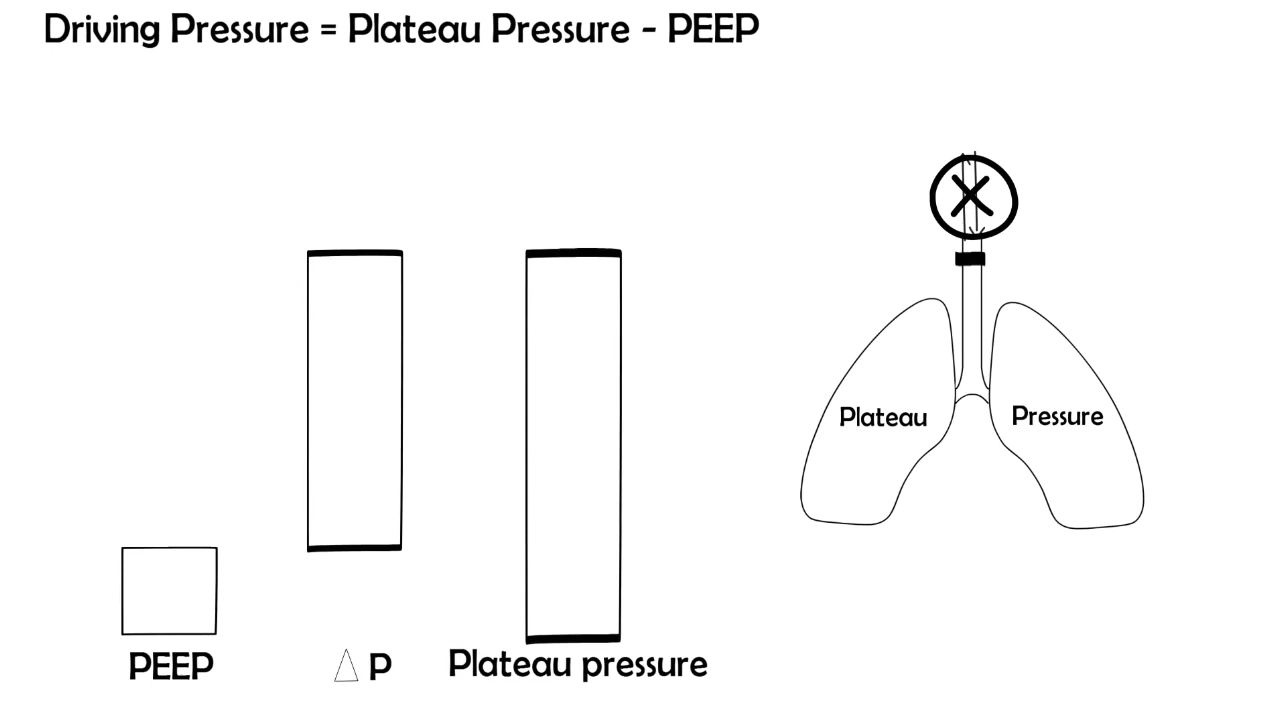 Driving Pressure = Plateau Pressure - PEEP
Plateau Pressure
PEEP
△ P
Plateau pressure